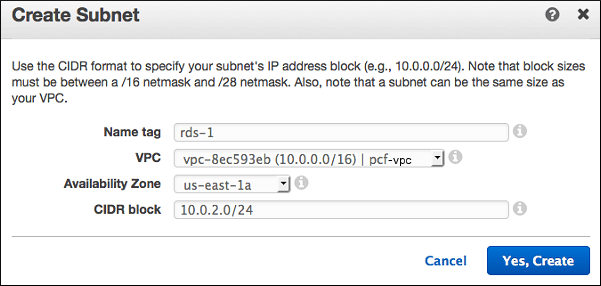 Create Subnet
Use the CIDR format to specify your subnet's IP address block (e.g., 10.0.0.0/24). Note that block sizes
must be between a /16 netmask and /28 netmask. Also, note that a subnet can be the same size as
your VPC.
Name tag rds-1
VPC vpc-8ec593eb (10.0.0.0/16) | pcf-vpc
Availability Zone us-east-1a
CIDR block 10.0.2.0/24
Cancel Yes, Create